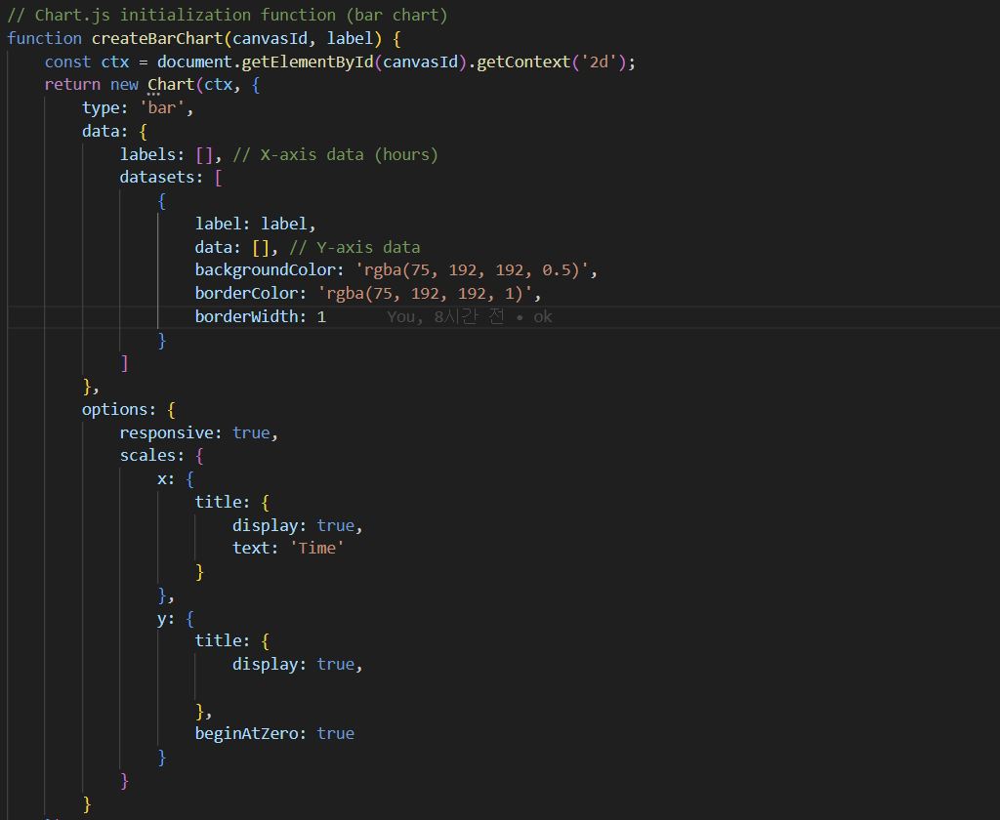 // Chart.js initialization function (bar chart)
function createBarChart(canvasId, label) {
    const ctx = document.getElementById(canvasId).getContext('2d');
    return new Chart(ctx, {
        type: 'bar',
        data: {
            labels: [], // X-axis data (hours)
            datasets: [
                {
                    label: label,
                    data: [], // Y-axis data
                    backgroundColor: 'rgba(75, 192, 192, 0.5)',
                    borderColor: 'rgba(75, 192, 192, 1)',
                    borderWidth: 1      You, 8시간 전 • ok
                }
            ]
        },
        options: {
            responsive: true,
            scales: {
                x: {
                    title: {
                        display: true,
                        text: 'Time'
                    }
                },
                y: {
                    title: {
                        display: true,

                    },
                    beginAtZero: true
                }
            }
        }